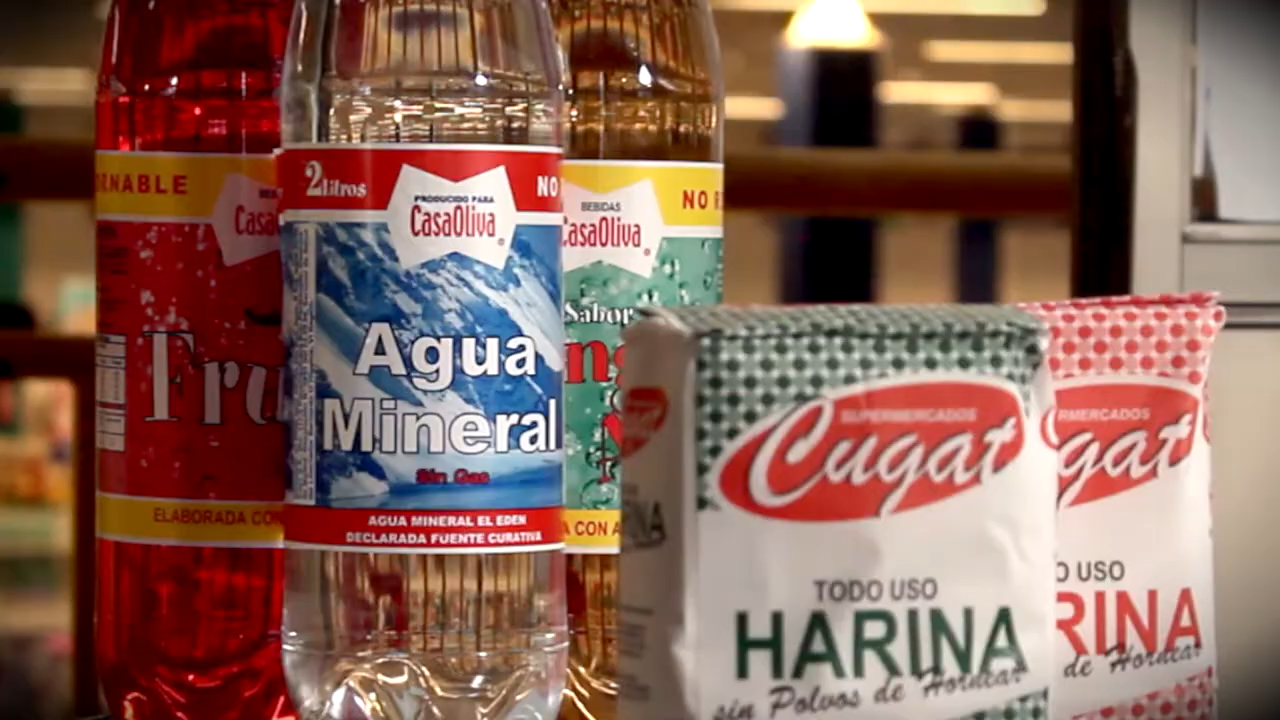 RNABLE
CasaO
Fru
ELABORADA CON
2 litros
NO
PRODUCIDO PARA
CasaOliva
Agua
Mineral
Sin Gas
AGUA MINERAL EL EDEN
DECLARADA FUENTE CURATIVA
NO R
BEBIDAS
CasaOliva
Sabor
A CON A
SUPERMERCADOS
Cugat
TODO USO
HARINA
sin Polvos de Hornear
RMERCADOS
gat
O USO
RINA
de Hornear